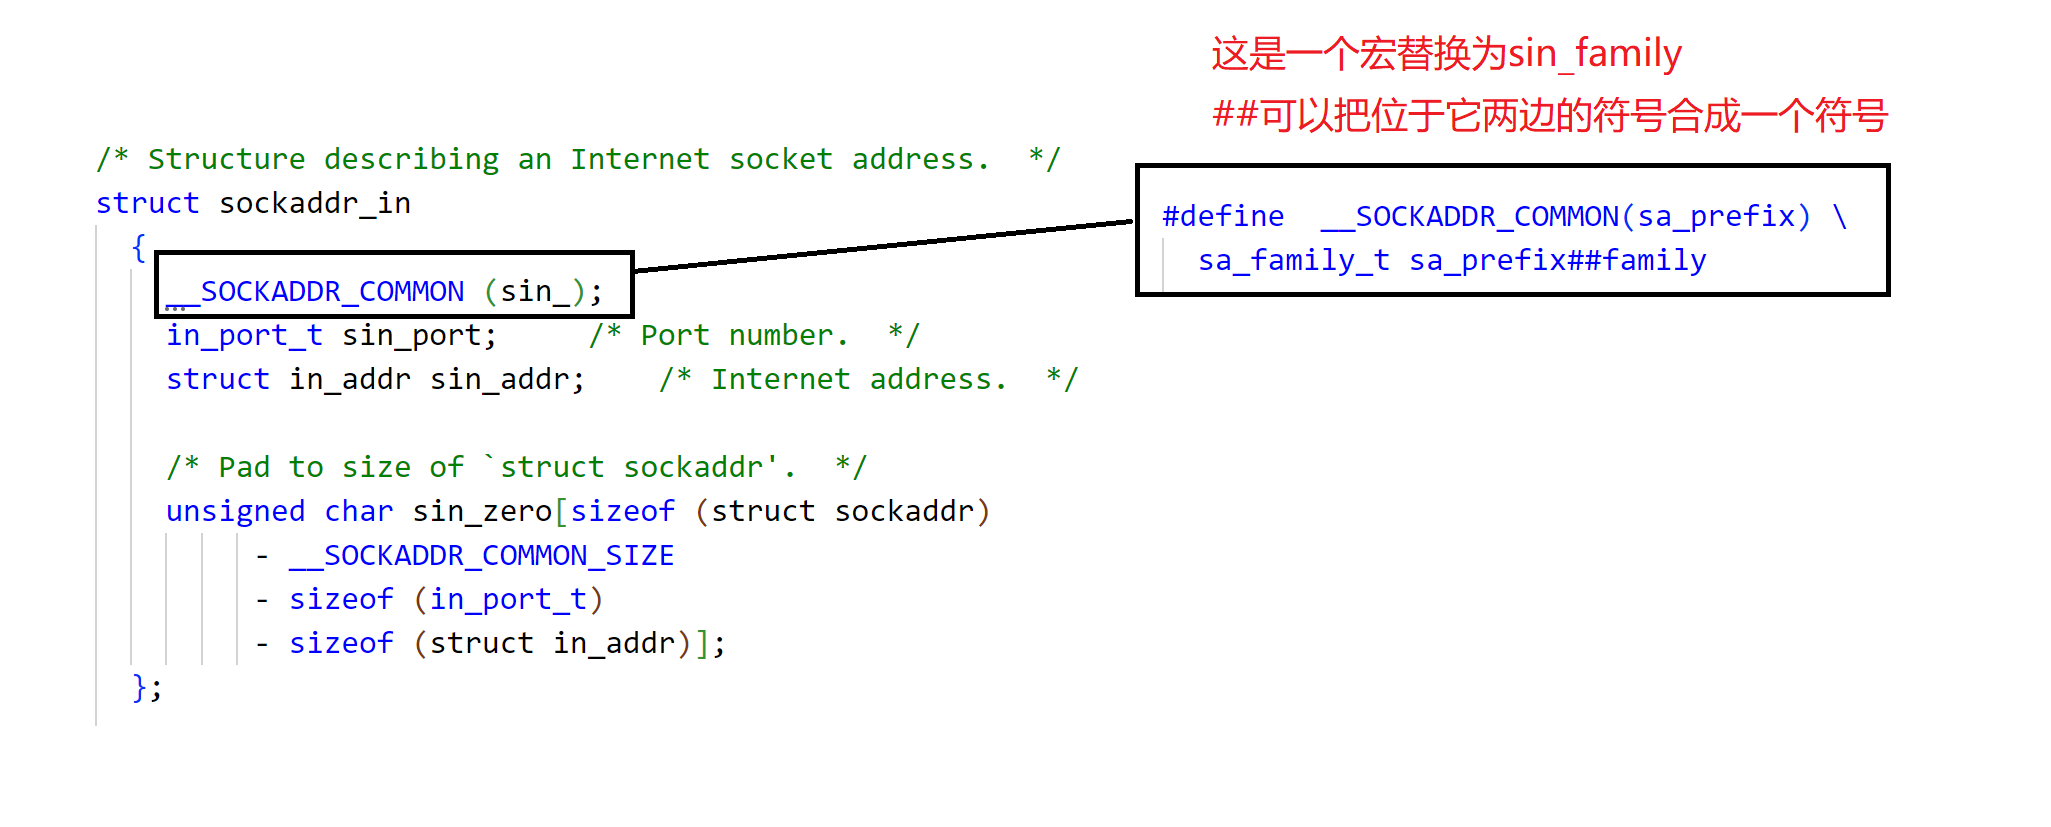 这是一个宏替换为sin_family
##可以把位于它两边的符号合成一个符号
/* Structure describing an Internet socket address.  */
struct sockaddr_in
{
__SOCKADDR_COMMON (sin_);
in_port_t sin_port;     /* Port number.  */
struct in_addr sin_addr;    /* Internet address.  */
/* Pad to size of `struct sockaddr'.  */
unsigned char sin_zero[sizeof (struct sockaddr)
- __SOCKADDR_COMMON_SIZE
- sizeof (in_port_t)
- sizeof (struct in_addr)];
};
#define  __SOCKADDR_COMMON(sa_prefix) \
sa_family_t sa_prefix##family